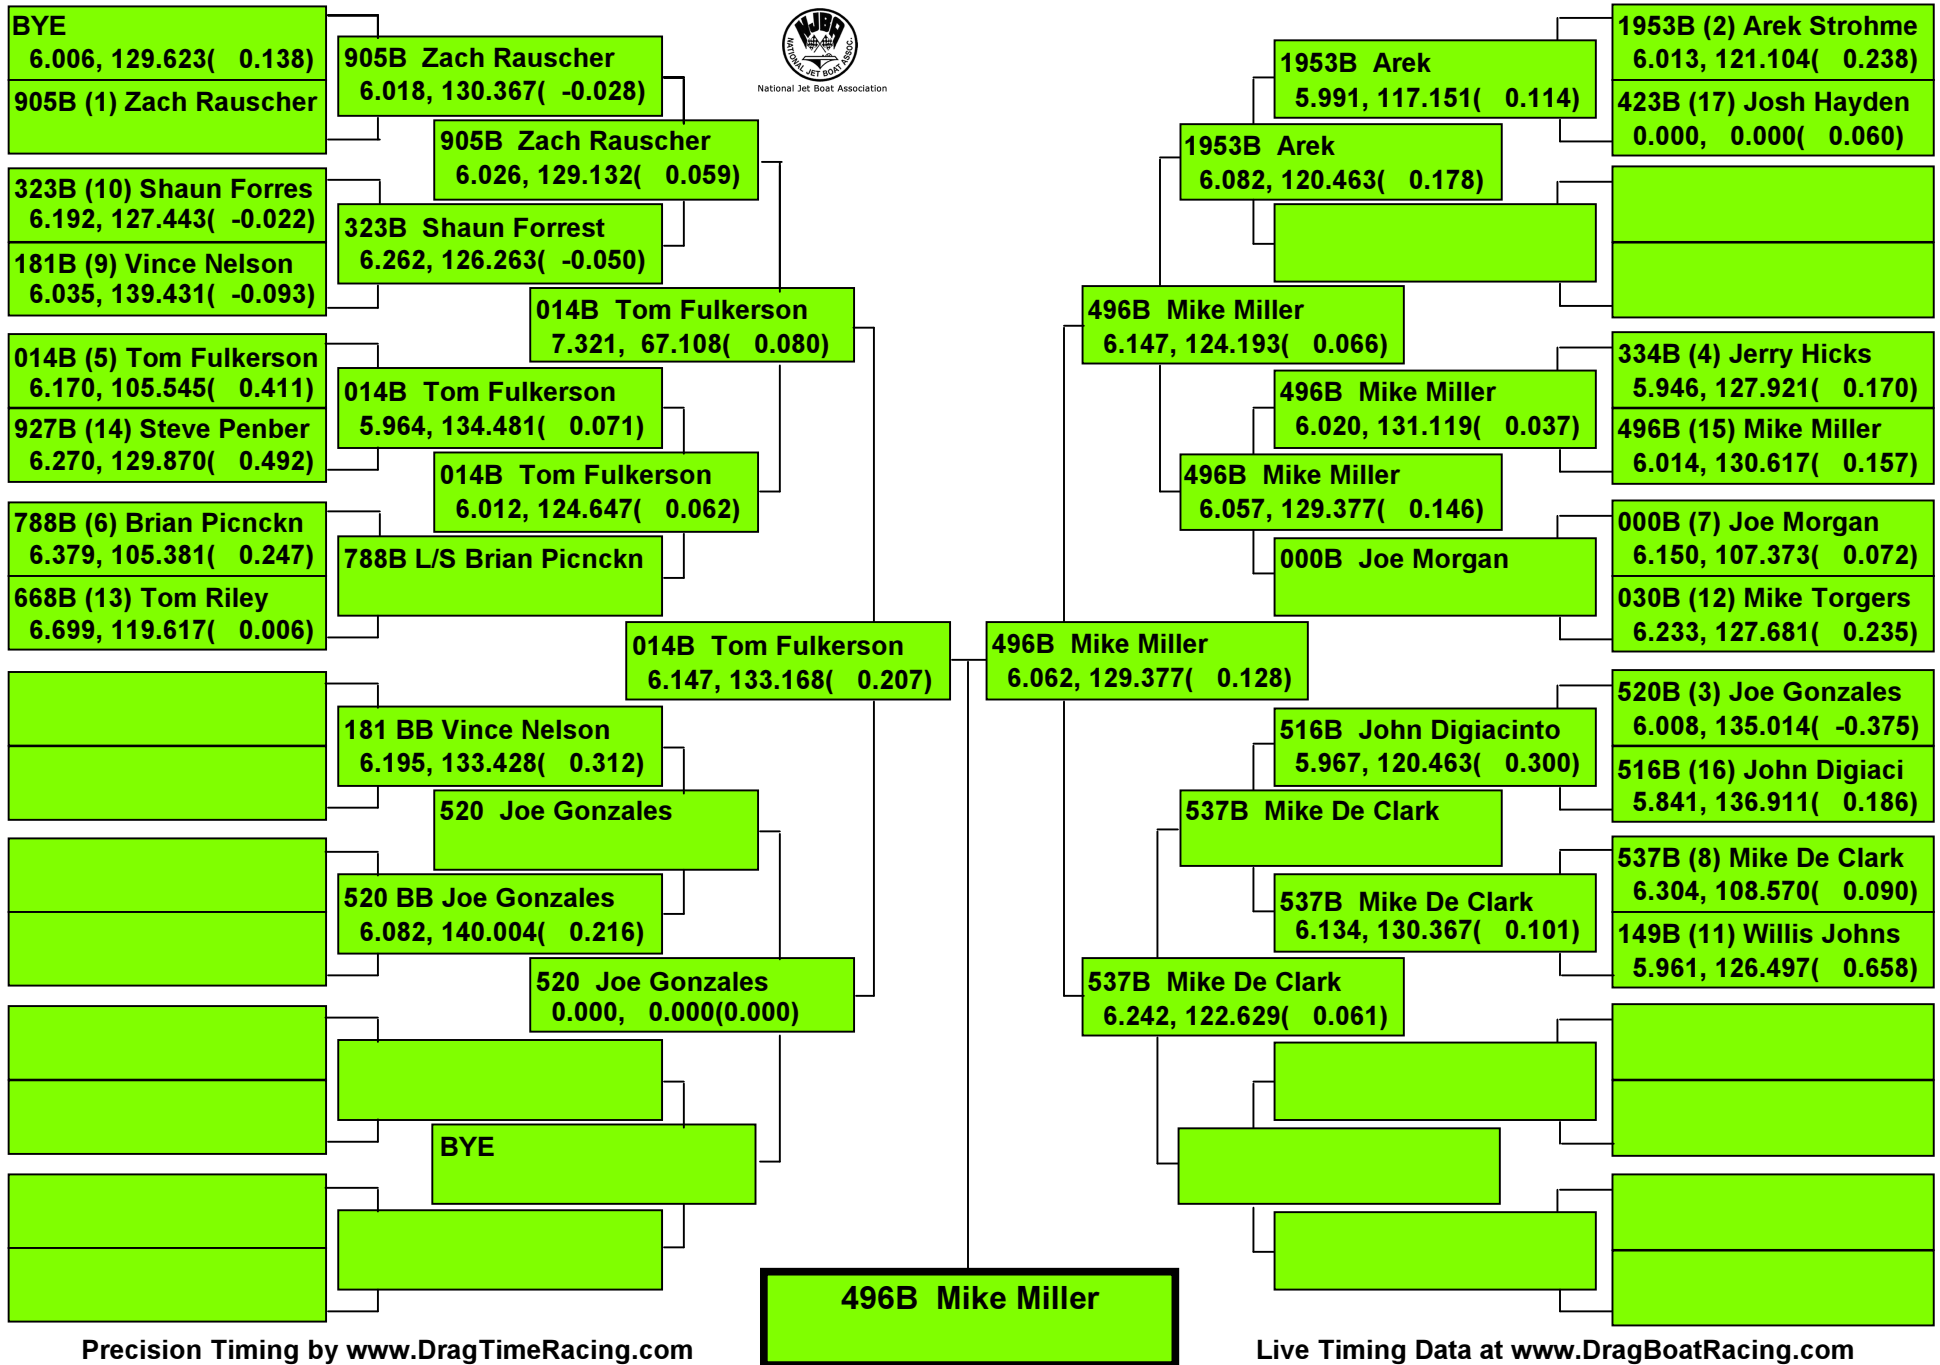 BYE
6.006, 129.623( 0.138)
905B (1) Zach Rauscher
323B (10) Shaun Forres
6.192, 127.443( -0.022)
181B (9) Vince Nelson
6.035, 139.431( -0.093)
014B (5) Tom Fulkerson
6.170, 105.545( 0.411)
927B (14) Steve Penber
6.270, 129.870( 0.492)
788B (6) Brian Picnckn
6.379, 105.381( 0.247)
668B (13) Tom Riley
6.699, 119.617( 0.006)
905B Zach Rauscher
6.018, 130.367( -0.028)
323B Shaun Forrest
6.262, 126.263( -0.050)
014B Tom Fulkerson
5.964, 134.481( 0.071)
788B L/S Brian Picnckn
181 BB Vince Nelson
6.195, 133.428( 0.312)
520 BB Joe Gonzales
6.082, 140.004( 0.216)
905B Zach Rauscher
6.026, 129.132( 0.059)
014B Tom Fulkerson
6.012, 124.647( 0.062)
520 Joe Gonzales
BYE
014B Tom Fulkerson
7.321, 67.108( 0.080)
520 Joe Gonzales
0.000, 0.000(0.000)
014B Tom Fulkerson
6.147, 133.168( 0.207)
NJBA
NATIONAL JET BOAT ASSOC.
National Jet Boat Association
496B Mike Miller
6.062, 129.377( 0.128)
496B Mike Miller
6.147, 124.193( 0.066)
537B Mike De Clark
6.242, 122.629( 0.061)
1953B Arek
6.082, 120.463( 0.178)
496B Mike Miller
6.057, 129.377( 0.146)
537B Mike De Clark
1953B Arek
5.991, 117.151( 0.114)
496B Mike Miller
6.020, 131.119( 0.037)
000B Joe Morgan
516B John Digiacinto
5.967, 120.463( 0.300)
537B Mike De Clark
6.134, 130.367( 0.101)
1953B (2) Arek Strohme
6.013, 121.104( 0.238)
423B (17) Josh Hayden
0.000, 0.000( 0.060)
334B (4) Jerry Hicks
5.946, 127.921( 0.170)
496B (15) Mike Miller
6.014, 130.617( 0.157)
000B (7) Joe Morgan
6.150, 107.373( 0.072)
030B (12) Mike Torgers
6.233, 127.681( 0.235)
520B (3) Joe Gonzales
6.008, 135.014( -0.375)
516B (16) John Digiaci
5.841, 136.911( 0.186)
537B (8) Mike De Clark
6.304, 108.570( 0.090)
149B (11) Willis Johns
5.961, 126.497( 0.658)
496B Mike Miller
Precision Timing by www.DragTimeRacing.com
Live Timing Data at www.DragBoatRacing.com